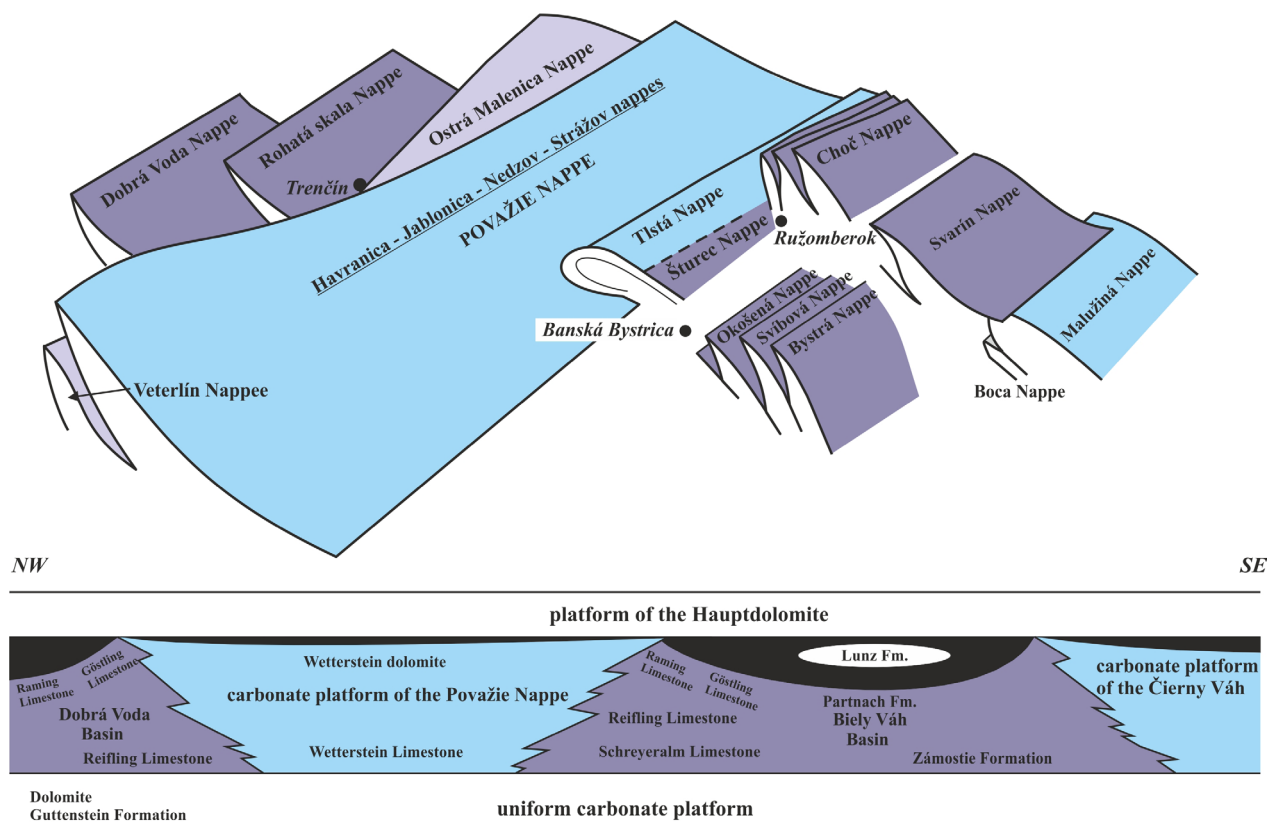 Dobrá Voda Nappe
Rohatá skala Nappe
Ostrá Malenica Nappe
Trenčín
Havranica - Jablonica - Nedzov - Strážov nappes
POVAŽIE NAPPE
Tlstá Nappe
Šturec Nappe
Choč Nappe
Ružomberok
Svarín Nappe
Malužiná Nappe
Boca Nappe
Banská Bystrica
Okošená Nappe
Svíbová Nappe
Bystrá Nappe
Veterlín Nappee
NW
SE
platform of the Hauptdolomite
Raming
Limestone
Göstling
Limestone
Dobrá Voda
Basin
Reifling Limestone
Wetterstein dolomite
carbonate platform of the Považie Nappe
Wetterstein Limestone
Raming
Limestone
Göstling
Limestone
Reifling Limestone
Schreyeralm Limestone
Lunz Fm.
Partnach Fm.
Biely Váh
Basin
Zámostie Formation
carbonate platform
of the Čierny Váh
Dolomite
Guttenstein Formation
uniform carbonate platform